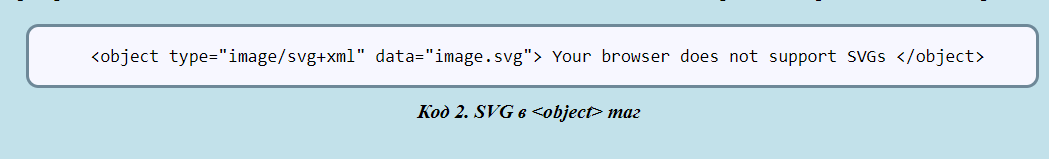 <object type="image/svg+xml" data="image.svg"> Your browser does not support SVGs </object>
Код 2. SVG в <object> таг